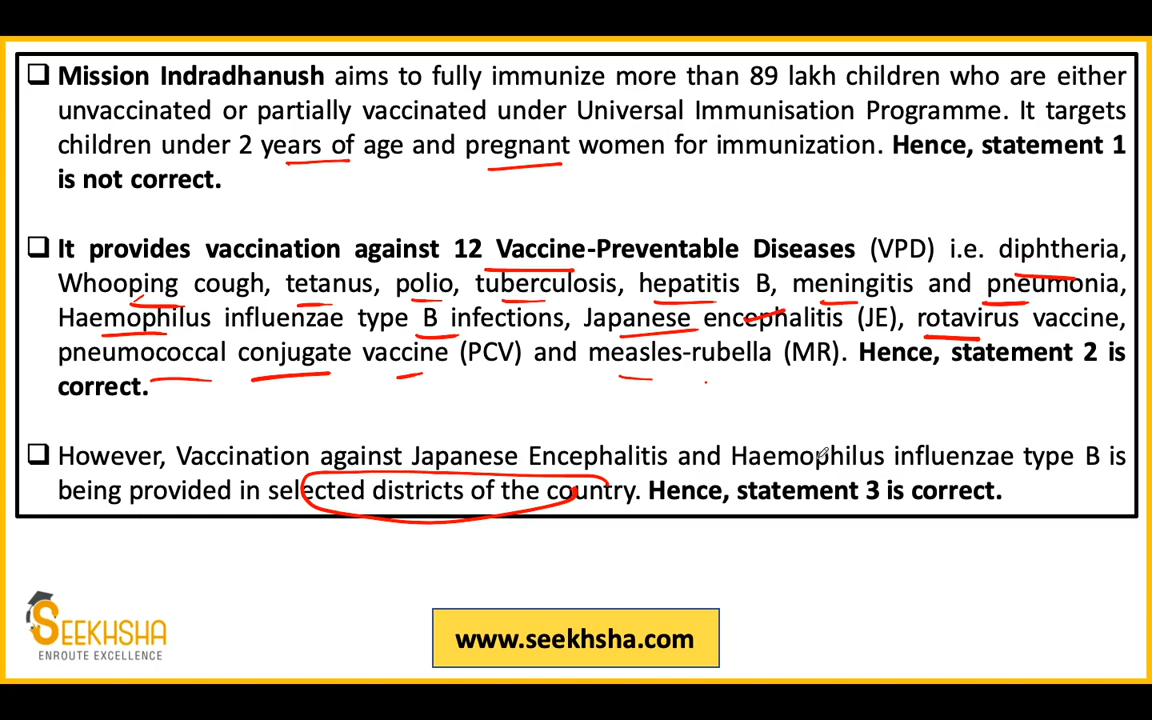 Mission Indradhanush aims to fully immunize more than 89 lakh children who are either
unvaccinated or partially vaccinated under Universal Immunisation Programme. It targets
children under 2 years of age and pregnant women for immunization. Hence, statement 1
is not correct.
It provides vaccination against 12 Vaccine-Preventable Diseases (VPD) i.e. diphtheria,
Whooping cough, tetanus, polio, tuberculosis, hepatitis B, meningitis and pneumonia,
Haemophilus influenzae type B infections, Japanese encephalitis (JE), rotavirus vaccine,
pneumococcal conjugate vaccine (PCV) and measles-rubella (MR). Hence, statement 2 is
correct.
However, Vaccination against Japanese Encephalitis and Haemophilus influenzae type B is
being provided in selected districts of the country. Hence, statement 3 is correct.
SEEKHSHA
ENROUTE EXCELLENCE
www.seekhsha.com